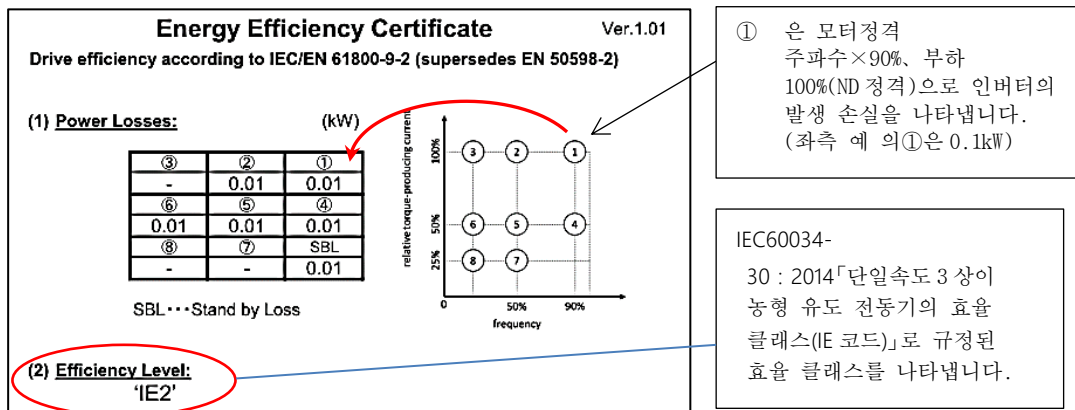 Energy Efficiency Certificate
Ver.1.01
Drive efficiency according to IEC/EN 61800-9-2 (supersedes EN 50598-2)
(1) Power Losses:
(kW)
③ ② ①
- 0.01 0.01
⑥ ⑤ ④
0.01 0.01 0.01
⑧ ⑦ SBL
- - 0.01
SBL･･･Stand by Loss
relative torque-producing current
100%
50%
25%
3 2 1
6 5 4
8 7
0
50%
90%
frequency
(2) Efficiency Level:
‘IE2’
① 은 모터정격
주파수×90%、부하
100%(ND 정격)으로 인버터의
발생 손실을 나타냅니다.
(좌측 예 의①은 0.1kW)
IEC60034-
30 : 2014「단일속도 3 상이
농형 유도 전동기의 효율
클래스(IE 코드)」로 규정된
효율 클래스를 나타냅니다.